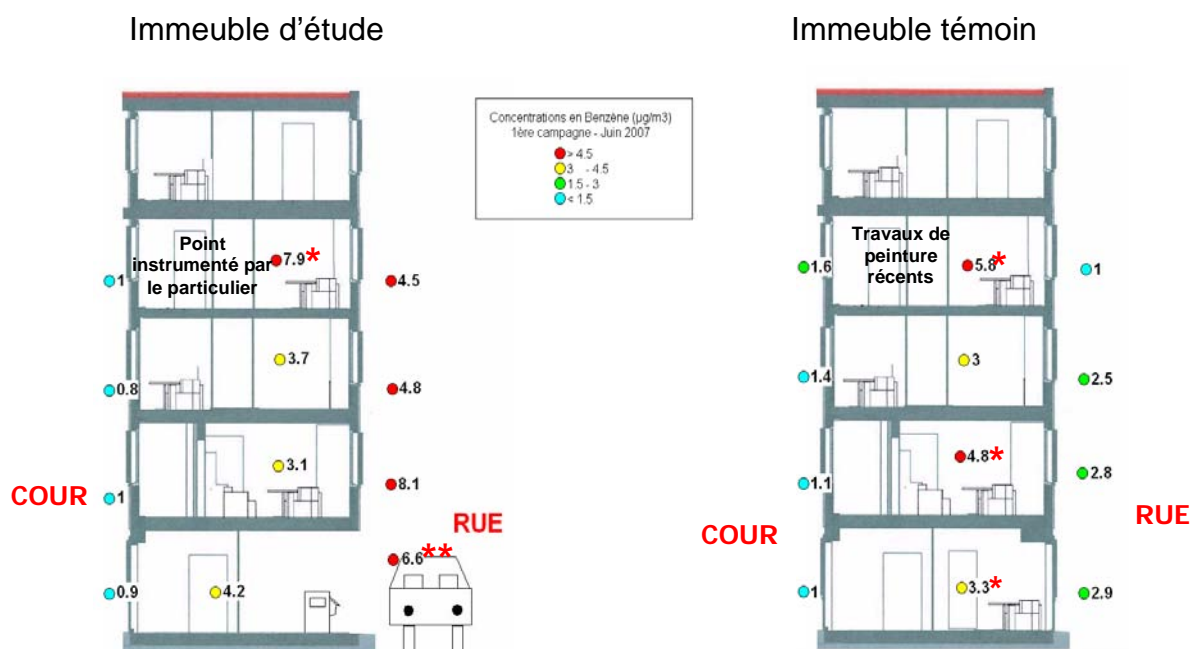 Immeuble d'étude
Immeuble témoin
Concentrations en Benzène (µg/m3)
1ère campagne - Juin 2007
> 4.5
3 - 4.5
1.5 - 3
< 1.5
Point
instrumenté par
le particulier
7.9*
1
4.5
3.7
0.8
4.8
3.1
COUR
1
8.1
RUE
6.6**
0.9
4.2
Travaux de
peinture
récents
1.6
5.8*
1
3
1.4
2.5
4.8*
1.1
2.8
COUR
RUE
1
3.3*
2.9